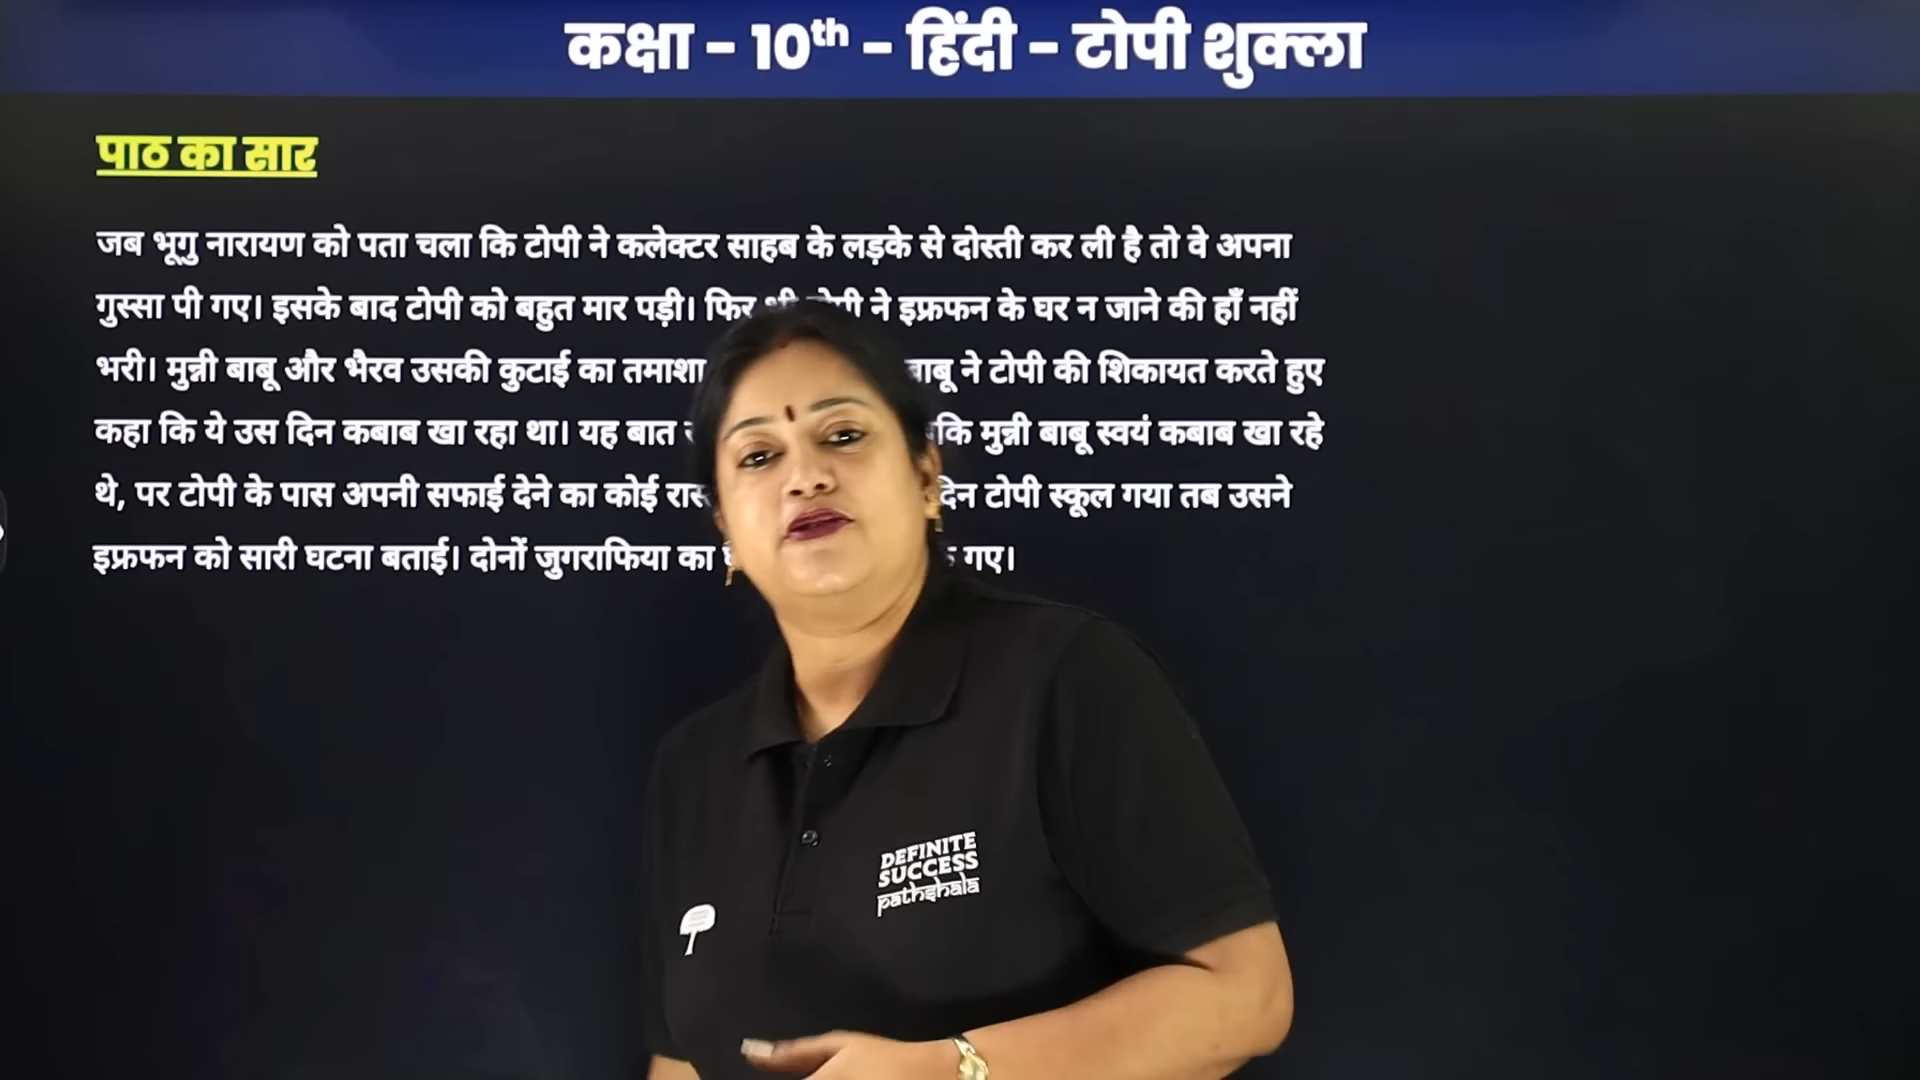 कक्षा – 10th – हिंदी – टोपी शुक्ला
पाठ का सार
जब भूगु नारायण को पता चला कि टोपी ने कलेक्टर साहब के लड़के से दोस्ती कर ली है तो वे अपना
गुस्सा पी गए। इसके बाद टोपी को बहुत मार पड़ी। फिर ने इफ्रफन के घर न जाने की हाँ नहीं
भरी। मुन्नी बाबू और भैरव उसकी कुटाई का तमाशा ने टोपी की शिकायत करते हुए
कहा कि ये उस दिन कबाब खा रहा था। यह बात मुन्नी बाबू स्वयं कबाब खा रहे
थे, पर टोपी के पास अपनी सफाई देने का कोई दिन टोपी स्कूल गया तब उसने
इफ्रफन को सारी घटना बताई। दोनों जुगराफिया का गए।
DEFINITE
SUCCESS
pathshala